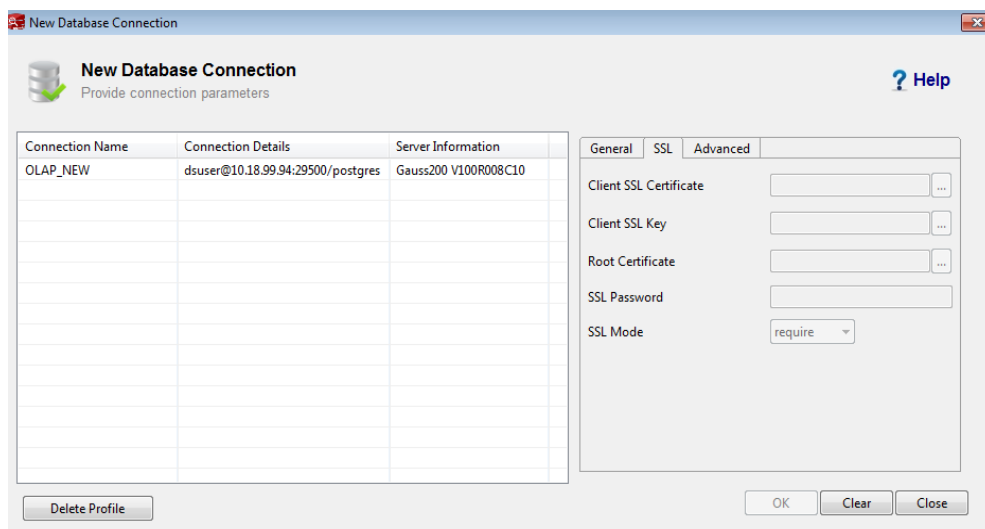 New Database Connection
New Database Connection
Provide connection parameters
? Help
Connection Name Connection Details Server Information
OLAP_NEW dsuser@10.18.99.94:29500/postgres Gauss200 V100R008C10
General SSL Advanced
Client SSL Certificate ...
Client SSL Key ...
Root Certificate ...
SSL Password
SSL Mode require
Delete Profile
OK Clear Close